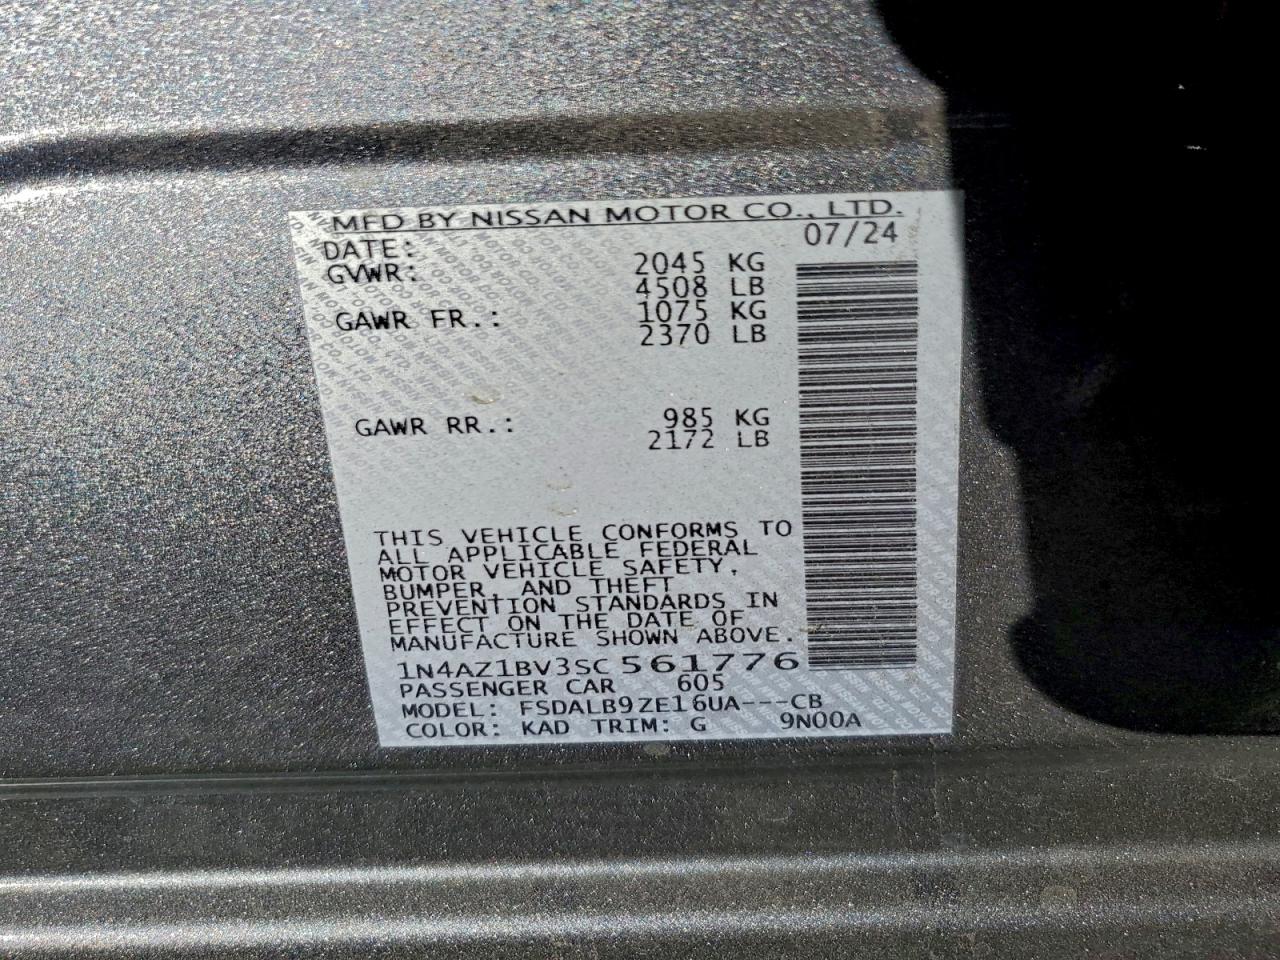 MFD BY NISSAN MOTOR CO., LTD.
DATE: 07/24
GVWR: 2045 KG
4508 LB
GAWR FR.: 1075 KG
2370 LB
GAWR RR.: 985 KG
2172 LB
THIS VEHICLE CONFORMS TO
ALL APPLICABLE FEDERAL
MOTOR VEHICLE SAFETY,
BUMPER, AND THEFT
PREVENTION STANDARDS IN
EFFECT ON THE DATE OF
MANUFACTURE SHOWN ABOVE.
1N4AZ1BV3SC561776
PASSENGER CAR 605
MODEL: FSDALB9ZE16UA---CB
COLOR: KAD TRIM: G 9N00A